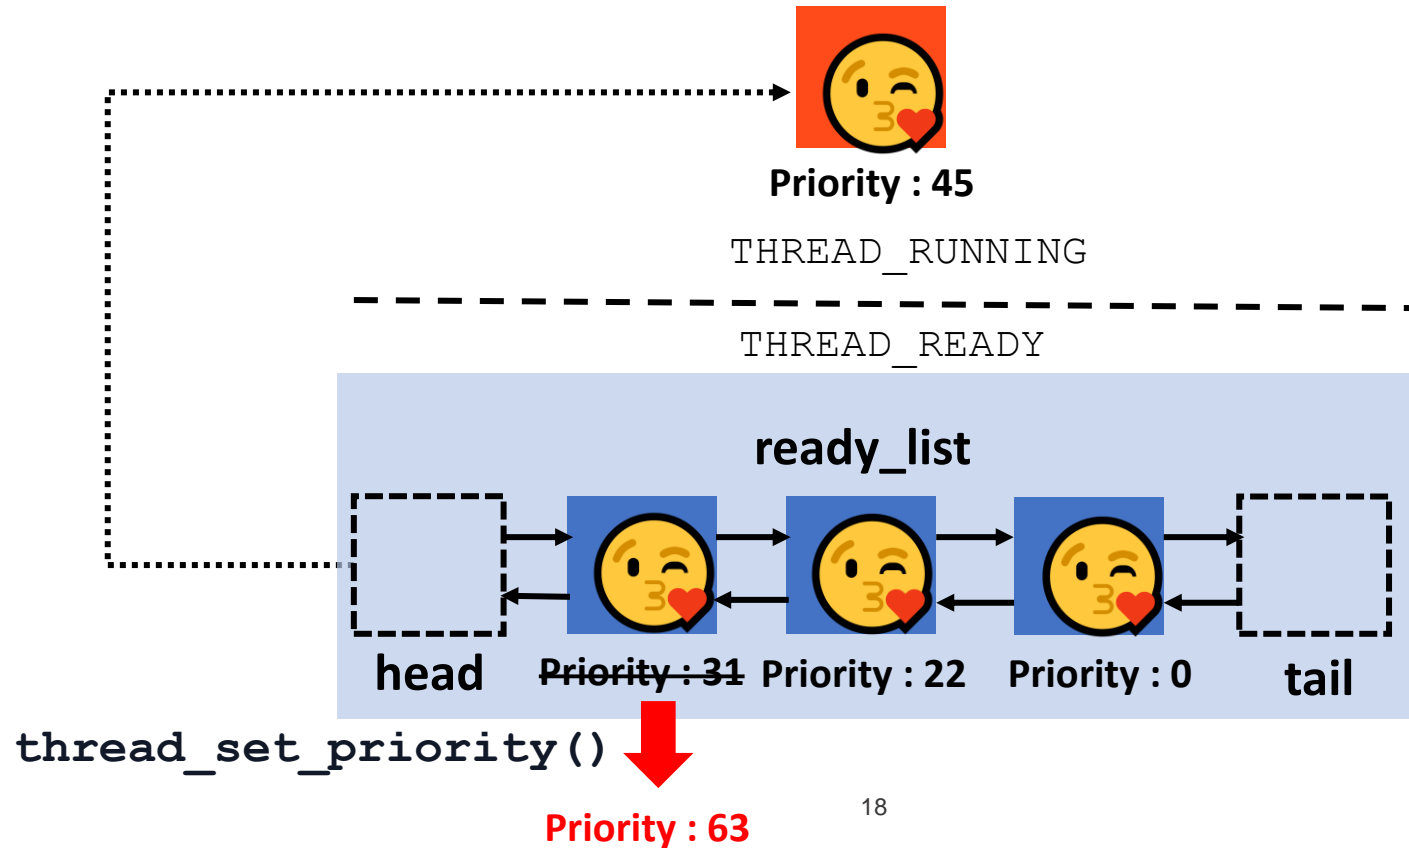 Priority : 45
THREAD_RUNNING
THREAD_READY
ready_list
head
Priority : 31
Priority : 22
Priority : 0
tail
thread_set_priority()
Priority : 63
18